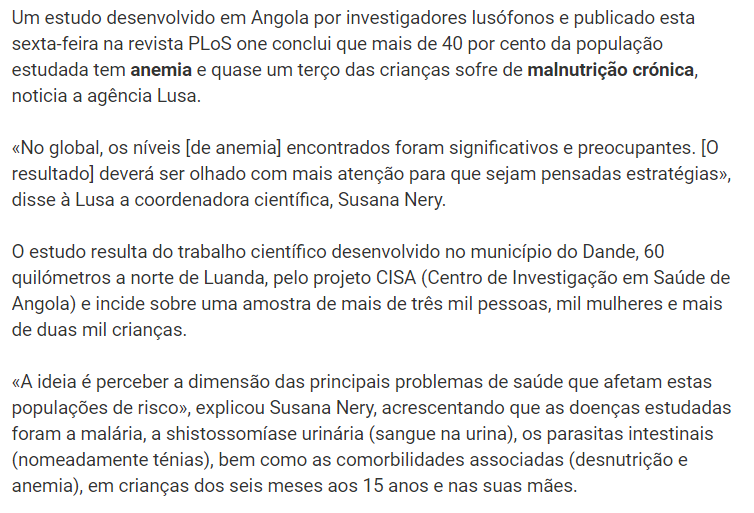 Um estudo desenvolvido em Angola por investigadores lusófonos e publicado esta
sexta-feira na revista PLoS one conclui que mais de 40 por cento da população
estudada tem anemia e quase um terço das crianças sofre de malnutrição crónica,
noticia a agência Lusa.
«No global, os níveis [de anemia] encontrados foram significativos e preocupantes. [O
resultado] deverá ser olhado com mais atenção para que sejam pensadas estratégias»,
disse à Lusa a coordenadora científica, Susana Nery.
O estudo resulta do trabalho científico desenvolvido no município do Dande, 60
quilómetros a norte de Luanda, pelo projeto CISA (Centro de Investigação em Saúde de
Angola) e incide sobre uma amostra de mais de três mil pessoas, mil mulheres e mais
de duas mil crianças.
«A ideia é perceber a dimensão das principais problemas de saúde que afetam estas
populações de risco», explicou Susana Nery, acrescentando que as doenças estudadas
foram a malária, a shistossomíase urinária (sangue na urina), os parasitas intestinais
(nomeadamente ténias), bem como as comorbilidades associadas (desnutrição e
anemia), em crianças dos seis meses aos 15 anos e nas suas mães.